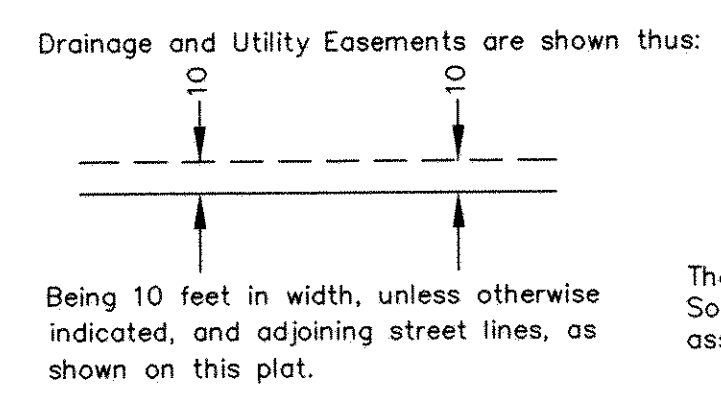 Drainage and Utility Easements are shown thus:
10 10
Being 10 feet in width, unless otherwise
indicated, and adjoining street lines, as
shown on this plat.